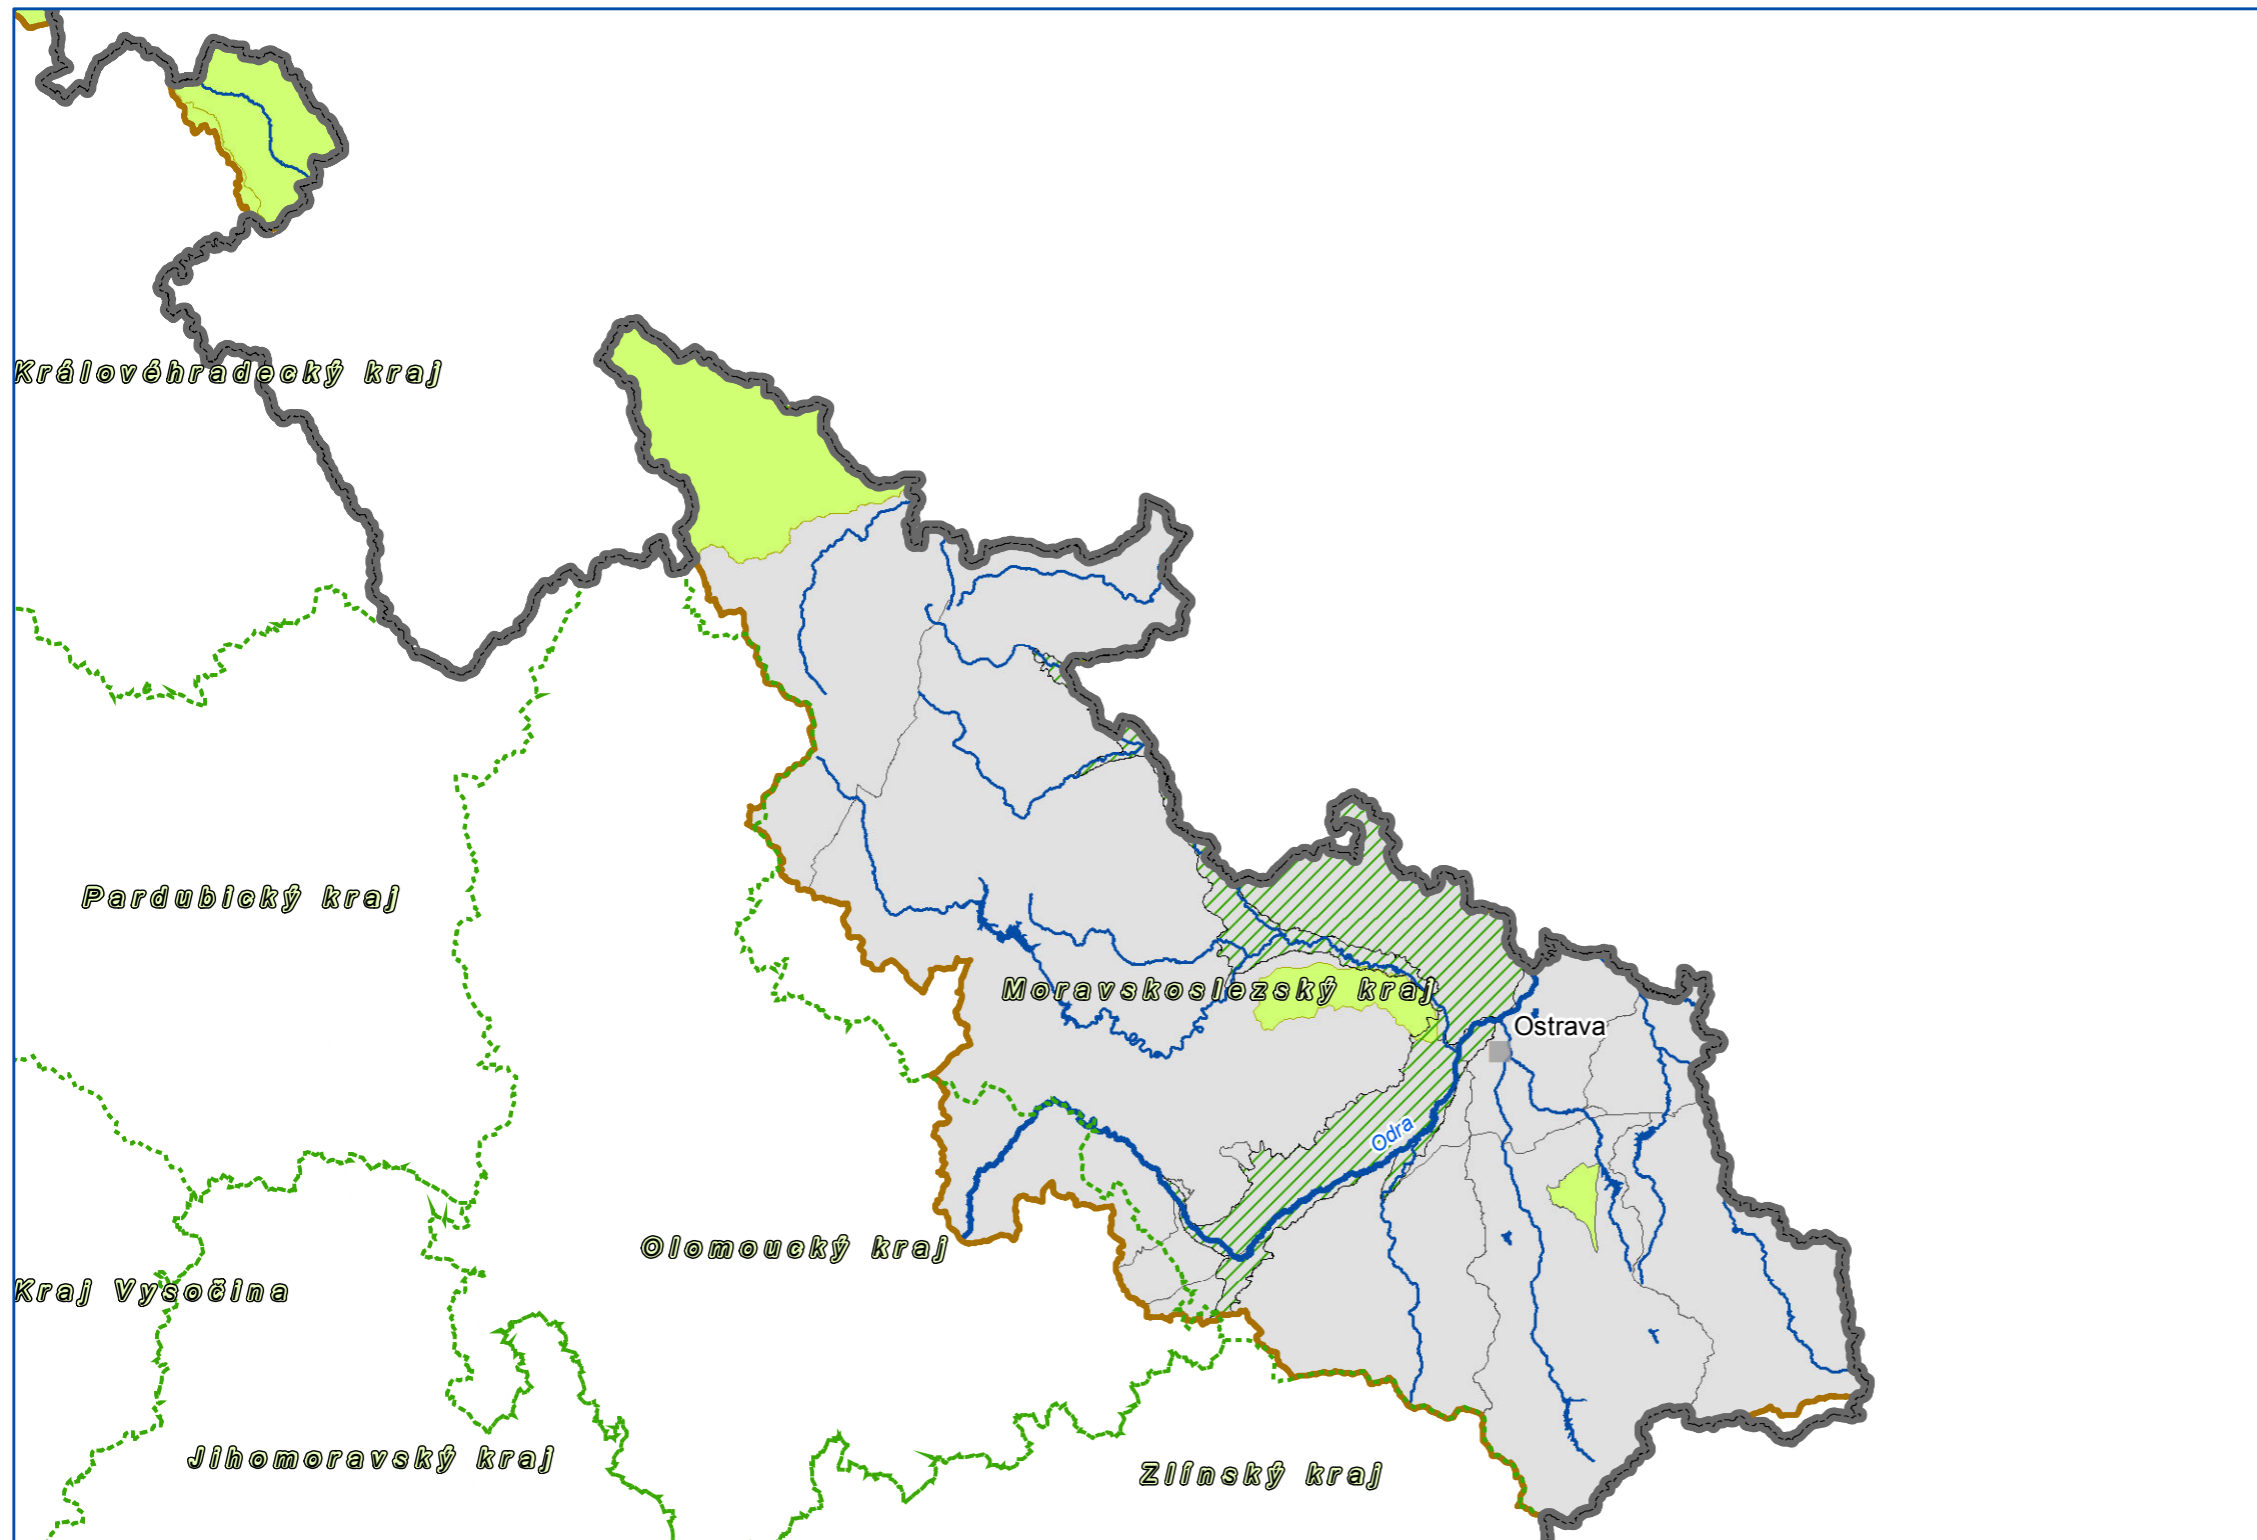 Královéhradecký kraj
Pardubický kraj
Moravskoslezský kraj
Ostrava
Odra
Olomoucký kraj
Kraj Vysočina
Jihomoravský kraj
Zlínský kraj